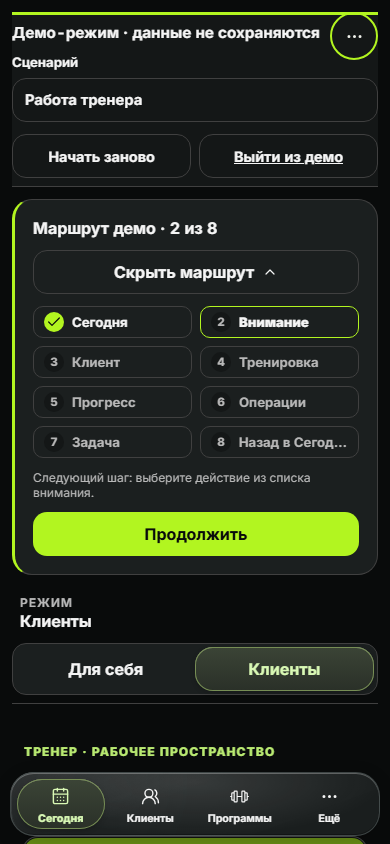 Демо-режим · данные не сохраняются
Сценарий
Работа тренера
Начать заново
Выйти из демо
Маршрут демо · 2 из 8
Скрыть маршрут
Сегодня
2 Внимание
3 Клиент
4 Тренировка
5 Прогресс
6 Операции
7 Задача
8 Назад в Сегод...
Следующий шаг: выберите действие из списка
внимания.
Продолжить
РЕЖИМ
Клиенты
Для себя
Клиенты
ТРЕНЕР · РАБОЧЕЕ ПРОСТРАНСТВО
Сегодня
Клиенты
Программы
Ещё